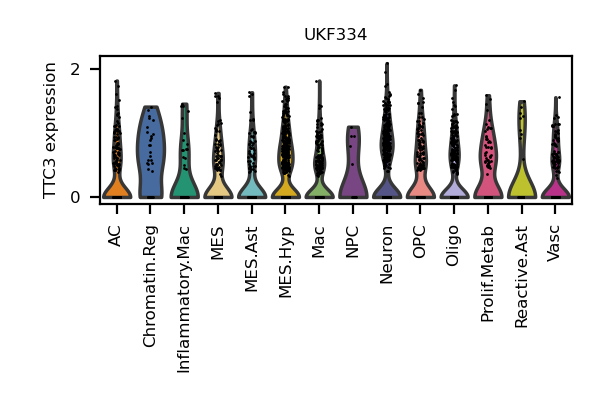 UKF334
TTC3 expression
2
0
AC
Chromatin.Reg
Inflammatory.Mac
MES
MES.Ast
MES.Hyp
Mac
NPC
Neuron
OPC
Oligo
Prolif.Metab
Reactive.Ast
Vasc